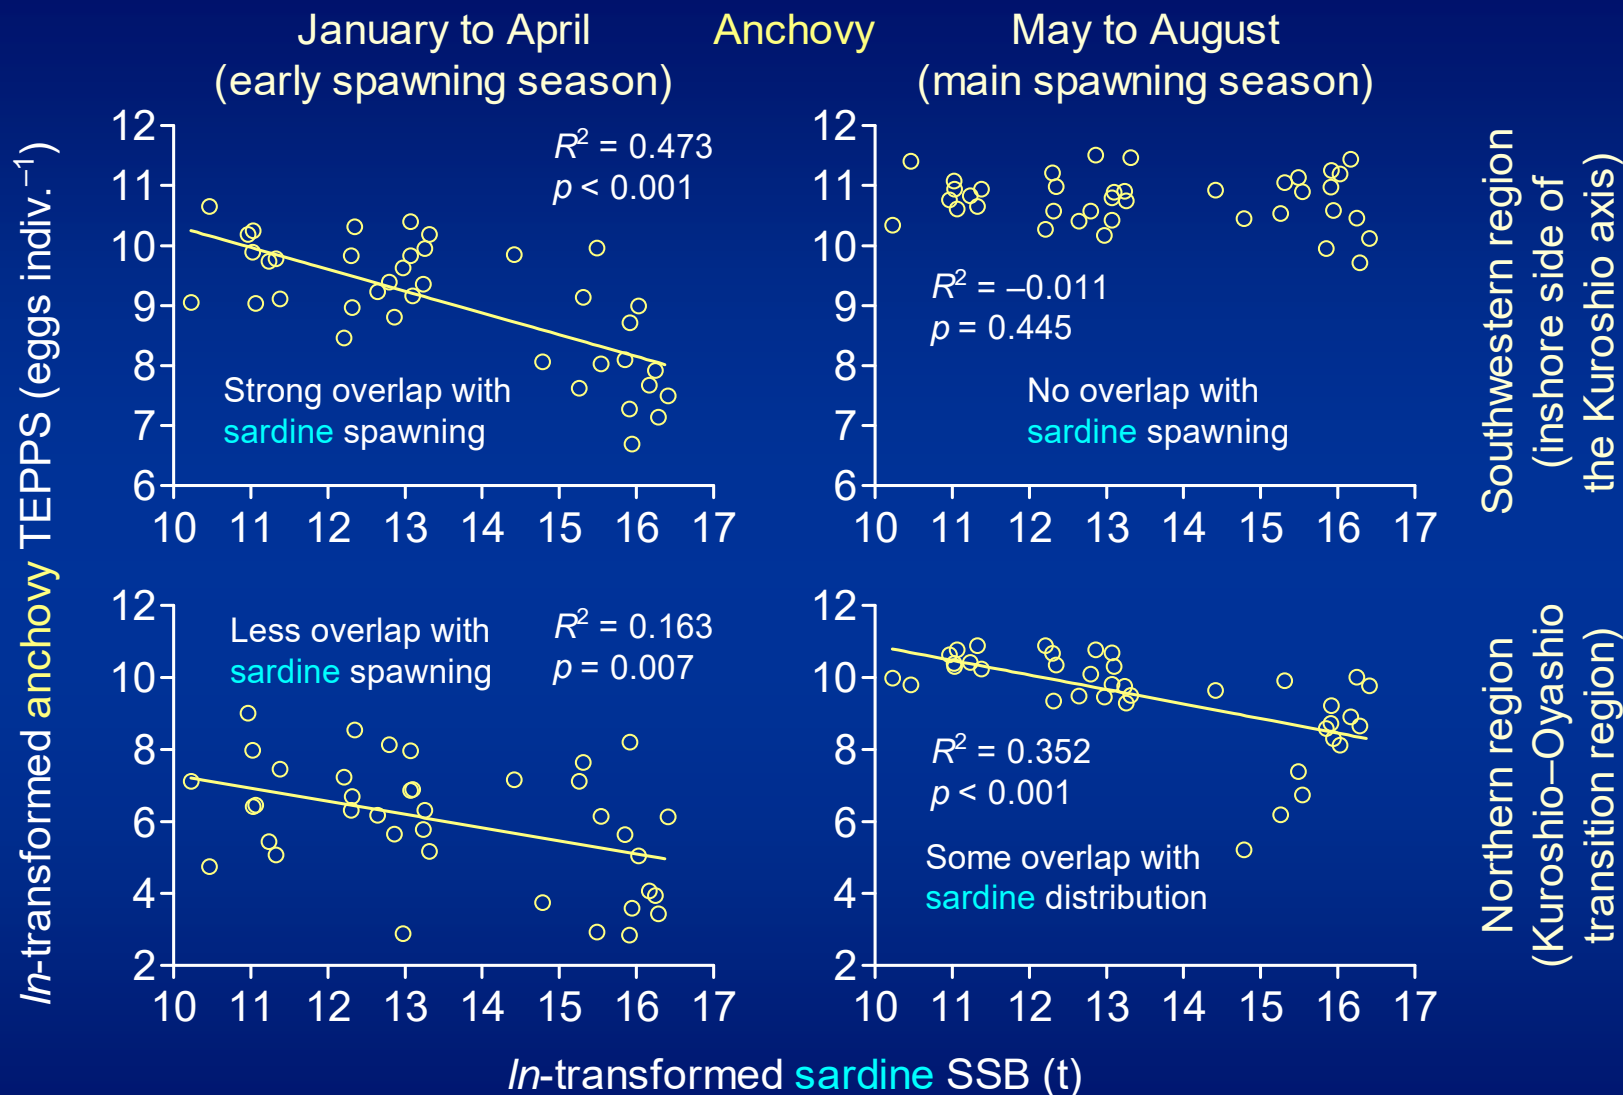 January to April
(early spawning season)
Anchovy
May to August
(main spawning season)
ln-transformed anchovy TEPPS (eggs indiv.⁻¹)
12
11
10
9
8
7
6
R² = 0.473
p < 0.001
Strong overlap with
sardine spawning
10 11 12 13 14 15 16 17
12
11
10
9
8
7
6
R² = –0.011
p = 0.445
No overlap with
sardine spawning
10 11 12 13 14 15 16 17
Southwestern region
(inshore side of
the Kuroshio axis)
12
10
8
6
4
2
Less overlap with
sardine spawning
R² = 0.163
p = 0.007
10 11 12 13 14 15 16 17
12
10
8
6
4
2
R² = 0.352
p < 0.001
Some overlap with
sardine distribution
10 11 12 13 14 15 16 17
Northern region
(Kuroshio–Oyashio
transition region)
ln-transformed sardine SSB (t)